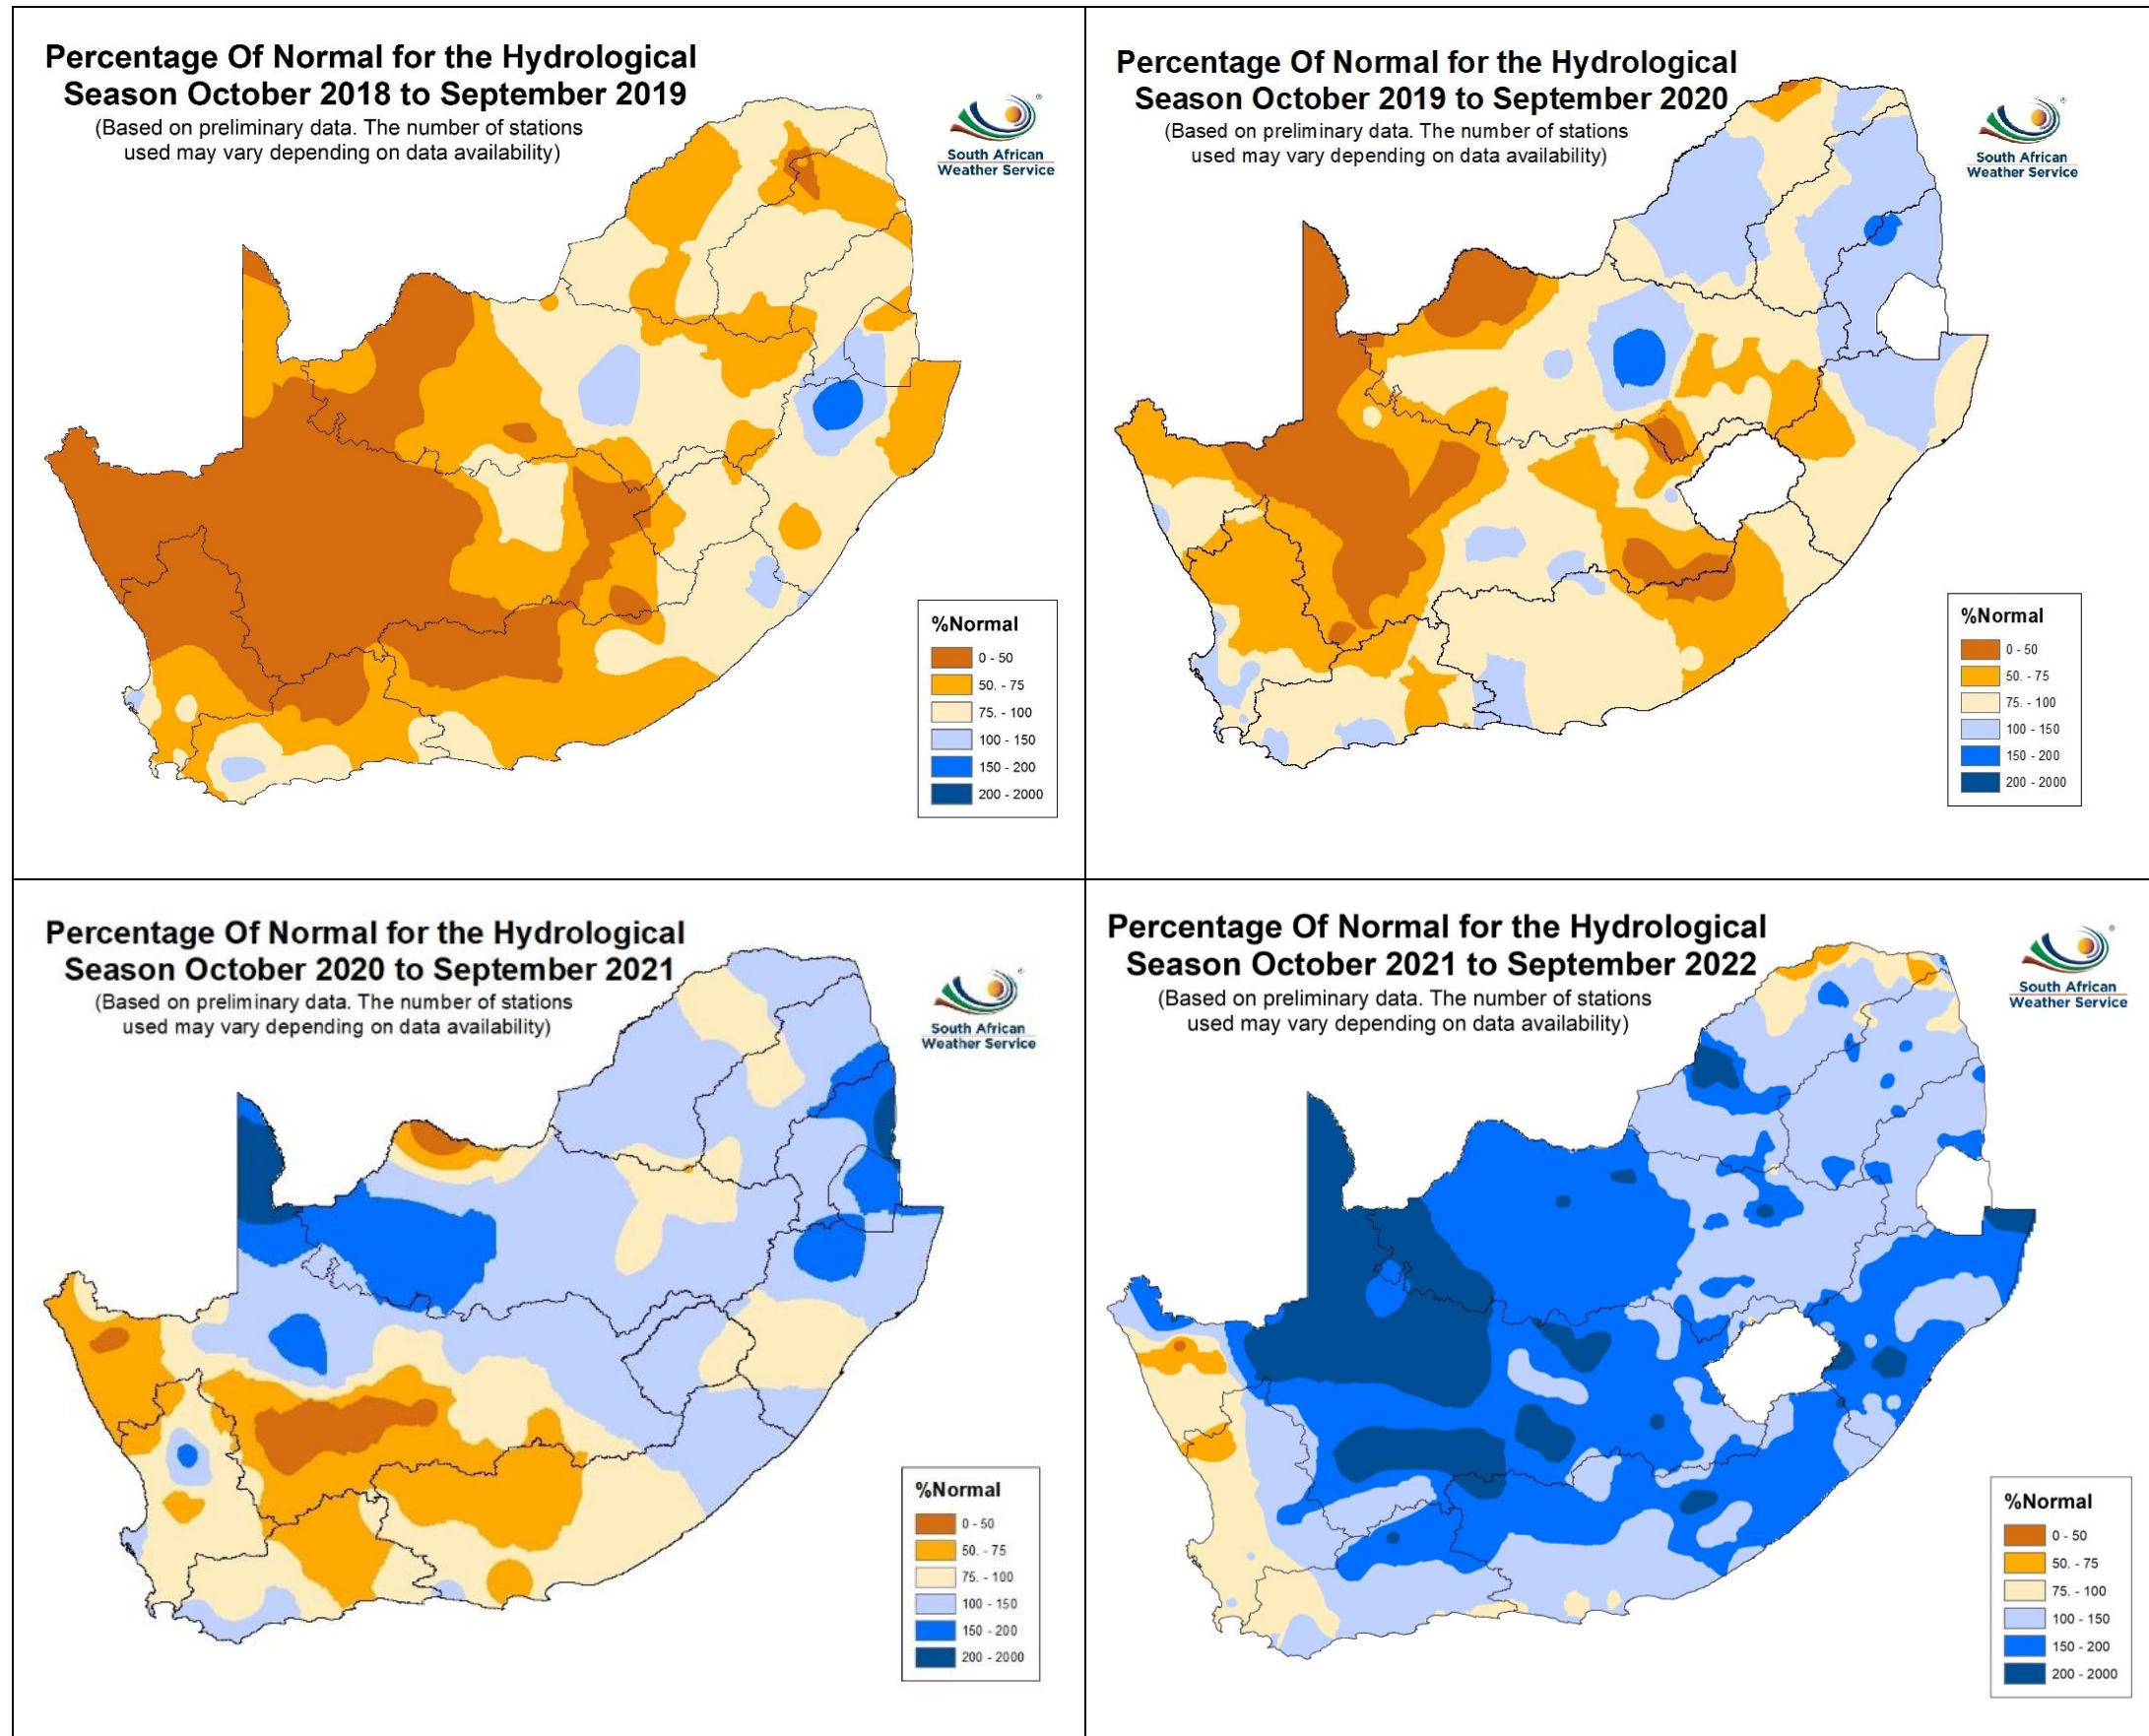 Percentage Of Normal for the Hydrological
Season October 2018 to September 2019
(Based on preliminary data. The number of stations
used may vary depending on data availability)
South African
Weather Service
%Normal
0 - 50
50. - 75
75. - 100
100 - 150
150 - 200
200 - 2000
Percentage Of Normal for the Hydrological
Season October 2019 to September 2020
(Based on preliminary data. The number of stations
used may vary depending on data availability)
South African
Weather Service
%Normal
0 - 50
50. - 75
75. - 100
100 - 150
150 - 200
200 - 2000
Percentage Of Normal for the Hydrological
Season October 2020 to September 2021
(Based on preliminary data. The number of stations
used may vary depending on data availability)
South African
Weather Service
%Normal
0 - 50
50. - 75
75. - 100
100 - 150
150 - 200
200 - 2000
Percentage Of Normal for the Hydrological
Season October 2021 to September 2022
(Based on preliminary data. The number of stations
used may vary depending on data availability)
South African
Weather Service
%Normal
0 - 50
50. - 75
75. - 100
100 - 150
150 - 200
200 - 2000